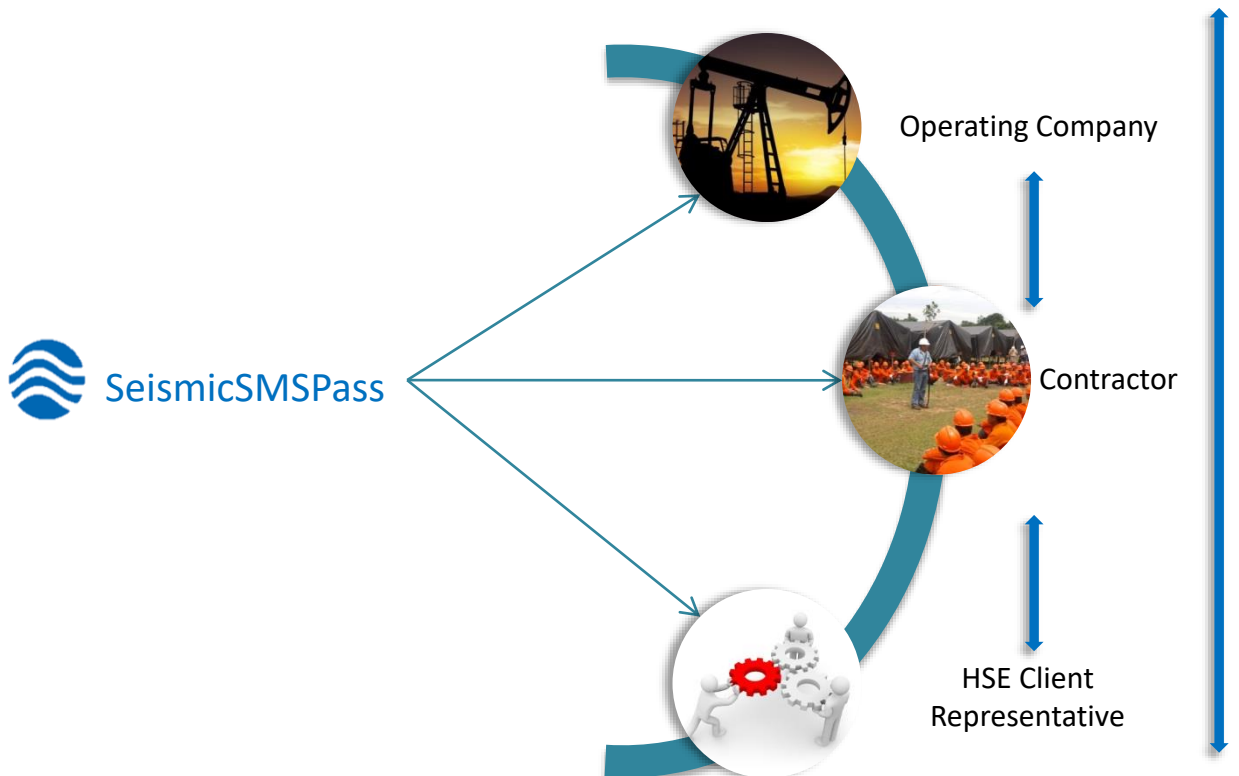 Operating Company
SeismicSMSPass
Contractor
HSE Client
Representative